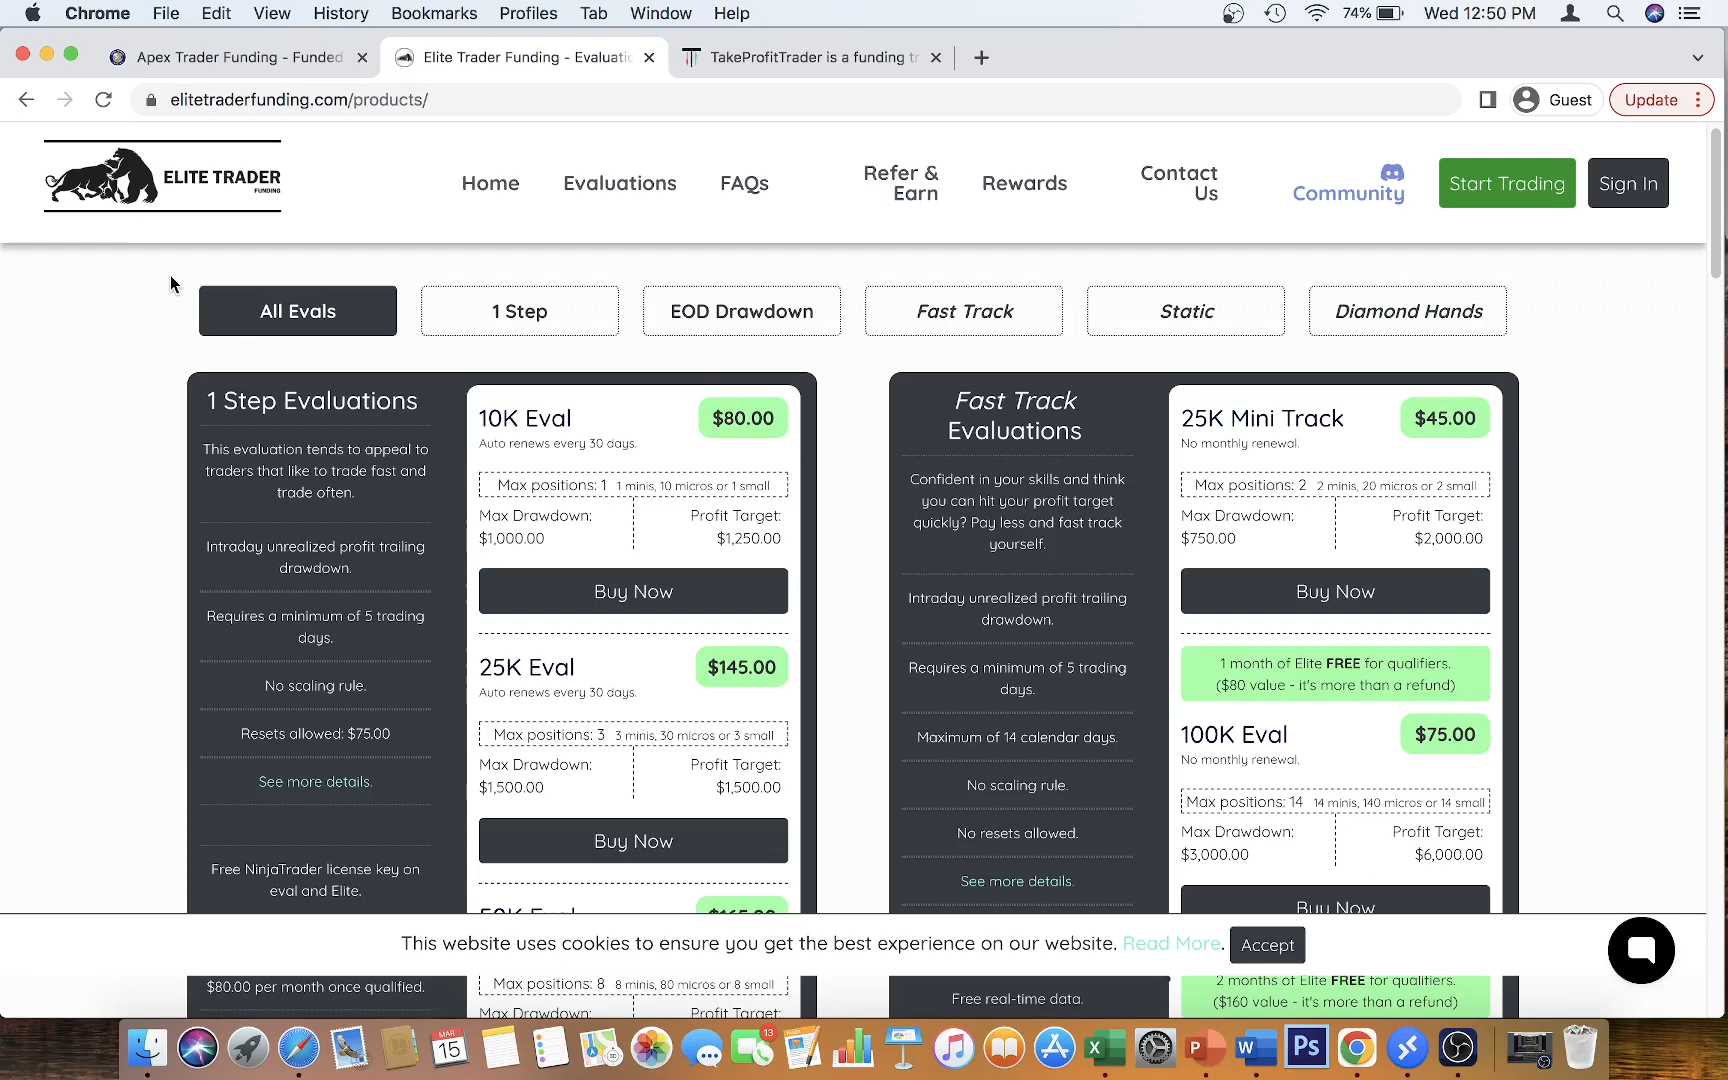 Chrome File Edit View History Bookmarks Profiles Tab Window Help 74% Wed 12:50 PM
Apex Trader Funding - Funded
Elite Trader Funding - Evaluatio
TakeProfitTrader is a funding tr
elitetraderfunding.com/products/
Guest
Update
ELITE TRADER
FUNDING
Home
Evaluations
FAQs
Refer &
Earn
Rewards
Contact
Us
Community
Start Trading
Sign In
All Evals
1 Step
EOD Drawdown
Fast Track
Static
Diamond Hands
1 Step Evaluations
This evaluation tends to appeal to
traders that like to trade fast and
trade often.
Intraday unrealized profit trailing
drawdown.
Requires a minimum of 5 trading
days.
No scaling rule.
Resets allowed: $75.00
See more details.
Free NinjaTrader license key on
eval and Elite.
$80.00 per month once qualified.
10K Eval $80.00
Auto renews every 30 days.
Max positions: 1 1 minis, 10 micros or 1 small
Max Drawdown: Profit Target:
$1,000.00 $1,250.00
Buy Now
25K Eval $145.00
Auto renews every 30 days.
Max positions: 3 3 minis, 30 micros or 3 small
Max Drawdown: Profit Target:
$1,500.00 $1,500.00
Buy Now
50K Eval $165.00
Max positions: 8 8 minis, 80 micros or 8 small
Max Drawdown: Profit Target:
Fast Track
Evaluations
Confident in your skills and think
you can hit your profit target
quickly? Pay less and fast track
yourself.
Intraday unrealized profit trailing
drawdown.
Requires a minimum of 5 trading
days.
Maximum of 14 calendar days.
No scaling rule.
No resets allowed.
See more details.
Free real-time data.
25K Mini Track $45.00
No monthly renewal.
Max positions: 2 2 minis, 20 micros or 2 small
Max Drawdown: Profit Target:
$750.00 $2,000.00
Buy Now
1 month of Elite FREE for qualifiers.
($80 value - it's more than a refund)
100K Eval $75.00
No monthly renewal.
Max positions: 14 14 minis, 140 micros or 14 small
Max Drawdown: Profit Target:
$3,000.00 $6,000.00
Buy Now
2 months of Elite FREE for qualifiers.
($160 value - it's more than a refund)
This website uses cookies to ensure you get the best experience on our website. Read More.
Accept
MAR
15
13
X
P
W
Ps